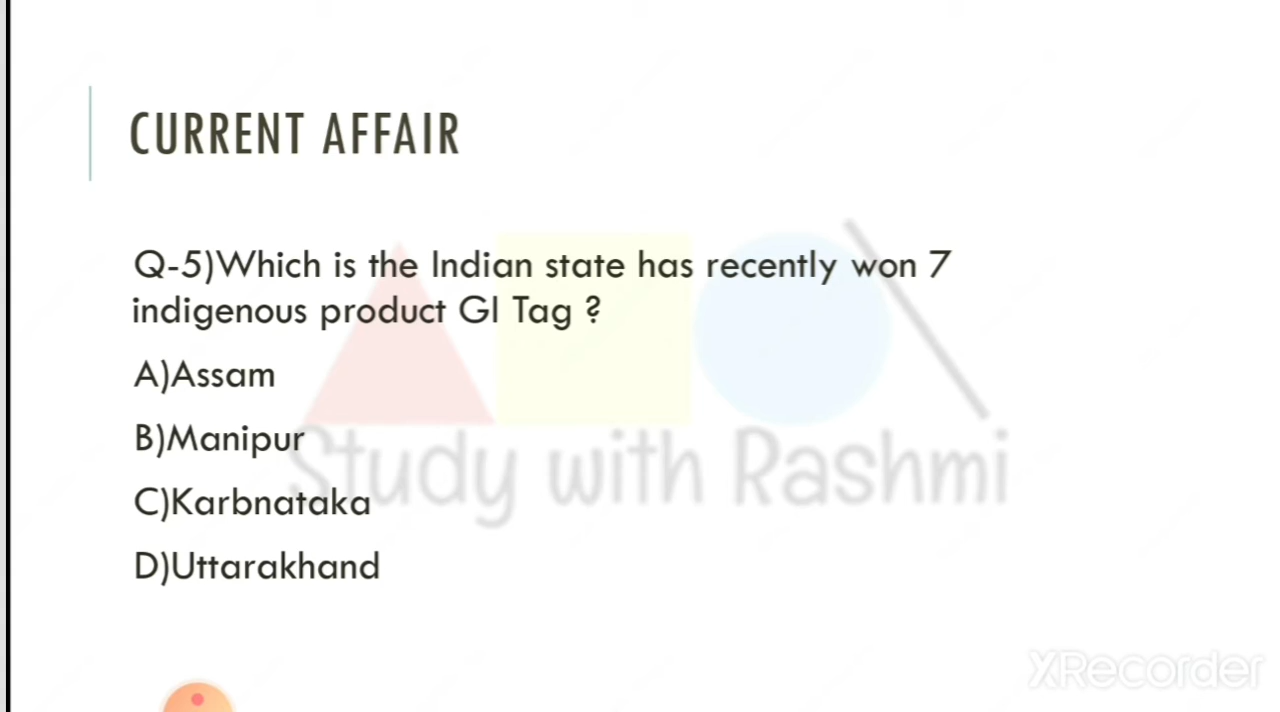 CURRENT AFFAIR
Q-5)Which is the Indian state has recently won 7
indigenous product GI Tag ?
A)Assam
B)Manipur
C)Karbnataka
D)Uttarakhand
Study with Rashmi
XRecorder